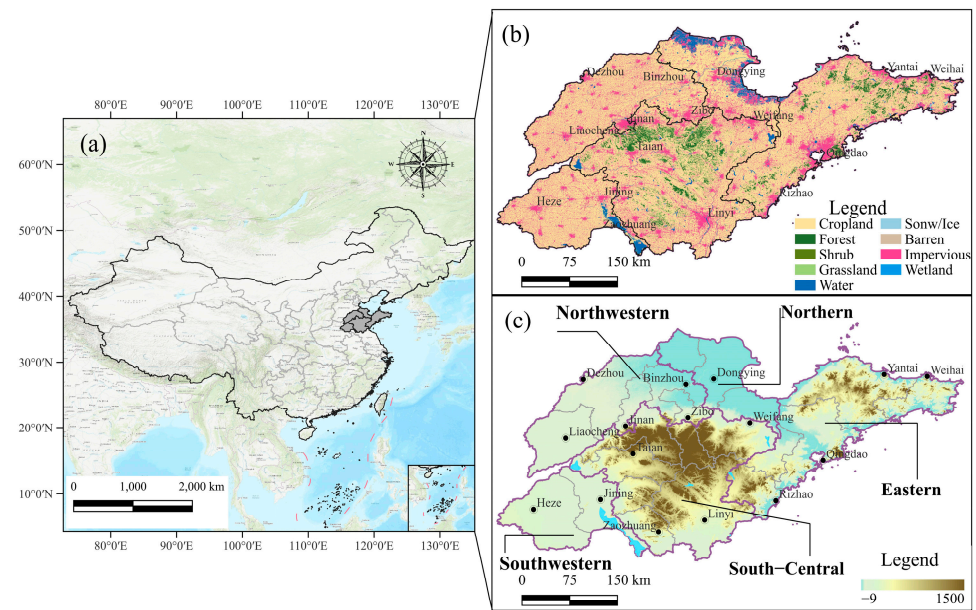 (a)
80°0'E 90°0'E 100°0'E 110°0'E 120°0'E 130°0'E
60°0'N
50°0'N
40°0'N
30°0'N
20°0'N
10°0'N
N
W E
S
0 1,000 2,000 km
80°0'E 90°0'E 100°0'E 110°0'E 120°0'E 130°0'E
(b)
Dezhou
Binzhou
Dongying
Yantai
Weihai
Zibo
Weifang
Jinan
Liaocheng
Taian
Qingdao
Rizhao
Heze
Jining
Linyi
Zaozhuang
Legend
Cropland
Forest
Shrub
Grassland
Water
Sonw/Ice
Barren
Impervious
Wetland
0 75 150 km
(c)
Northwestern
Northern
Dezhou
Binzhou
Dongying
Yantai
Weihai
Zibo
Weifang
Jinan
Liaocheng
Taian
Qingdao
Eastern
Heze
Jining
Rizhao
Linyi
Zaozhuang
Southwestern
South-Central
0 75 150 km
Legend
-9 1500